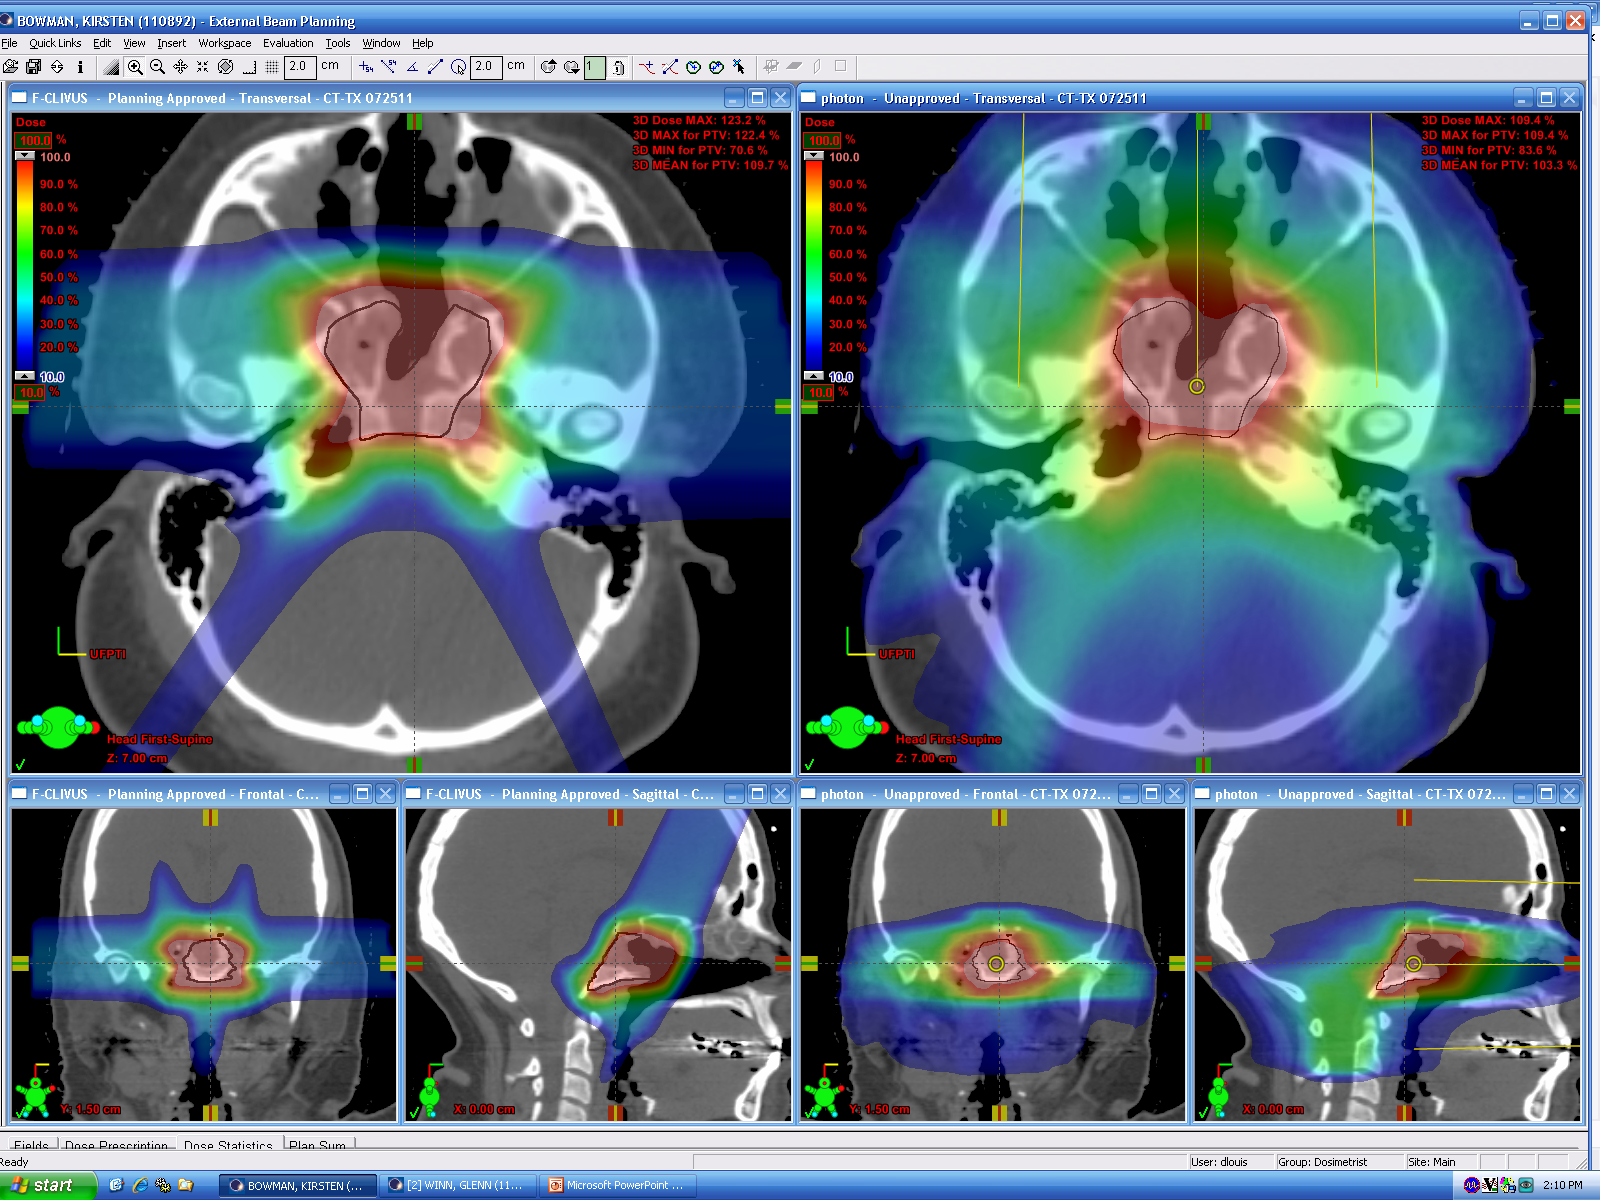 BOWMAN, KIRSTEN (110892) - External Beam Planning
File Quick Links Edit View Insert Workspace Evaluation Tools Window Help
2.0 cm 2.0 cm 1
F-CLIVUS - Planning Approved - Transversal - CT-TX 072511
Dose
100.0 %
100.0
90.0 %
80.0 %
70.0 %
60.0 %
50.0 %
40.0 %
30.0 %
20.0 %
10.0
10.0 %
3D Dose MAX: 123.2 %
3D MAX for PTV: 122.4 %
3D MIN for PTV: 70.6 %
3D MEAN for PTV: 109.7 %
UFPTI
Head First-Supine
Z: 7.00 cm
photon - Unapproved - Transversal - CT-TX 072511
Dose
100.0 %
100.0
90.0 %
80.0 %
70.0 %
60.0 %
50.0 %
40.0 %
30.0 %
20.0 %
10.0
10.0 %
3D Dose MAX: 109.4 %
3D MAX for PTV: 109.4 %
3D MIN for PTV: 83.6 %
3D MEAN for PTV: 103.3 %
UFPTI
Head First-Supine
Z: 7.00 cm
F-CLIVUS - Planning Approved - Frontal - C...
Y: 1.50 cm
F-CLIVUS - Planning Approved - Sagittal - C...
X: 0.00 cm
photon - Unapproved - Frontal - CT-TX 072...
Y: 1.50 cm
photon - Unapproved - Sagittal - CT-TX 072...
X: 0.00 cm
Fields Dose Prescription Dose Statistics Plan Sum
Ready User: dlouis Group: Dosimetrist Site: Main
start BOWMAN, KIRSTEN (... [2] WINN, GLENN (11... Microsoft PowerPoint ... 2:10 PM